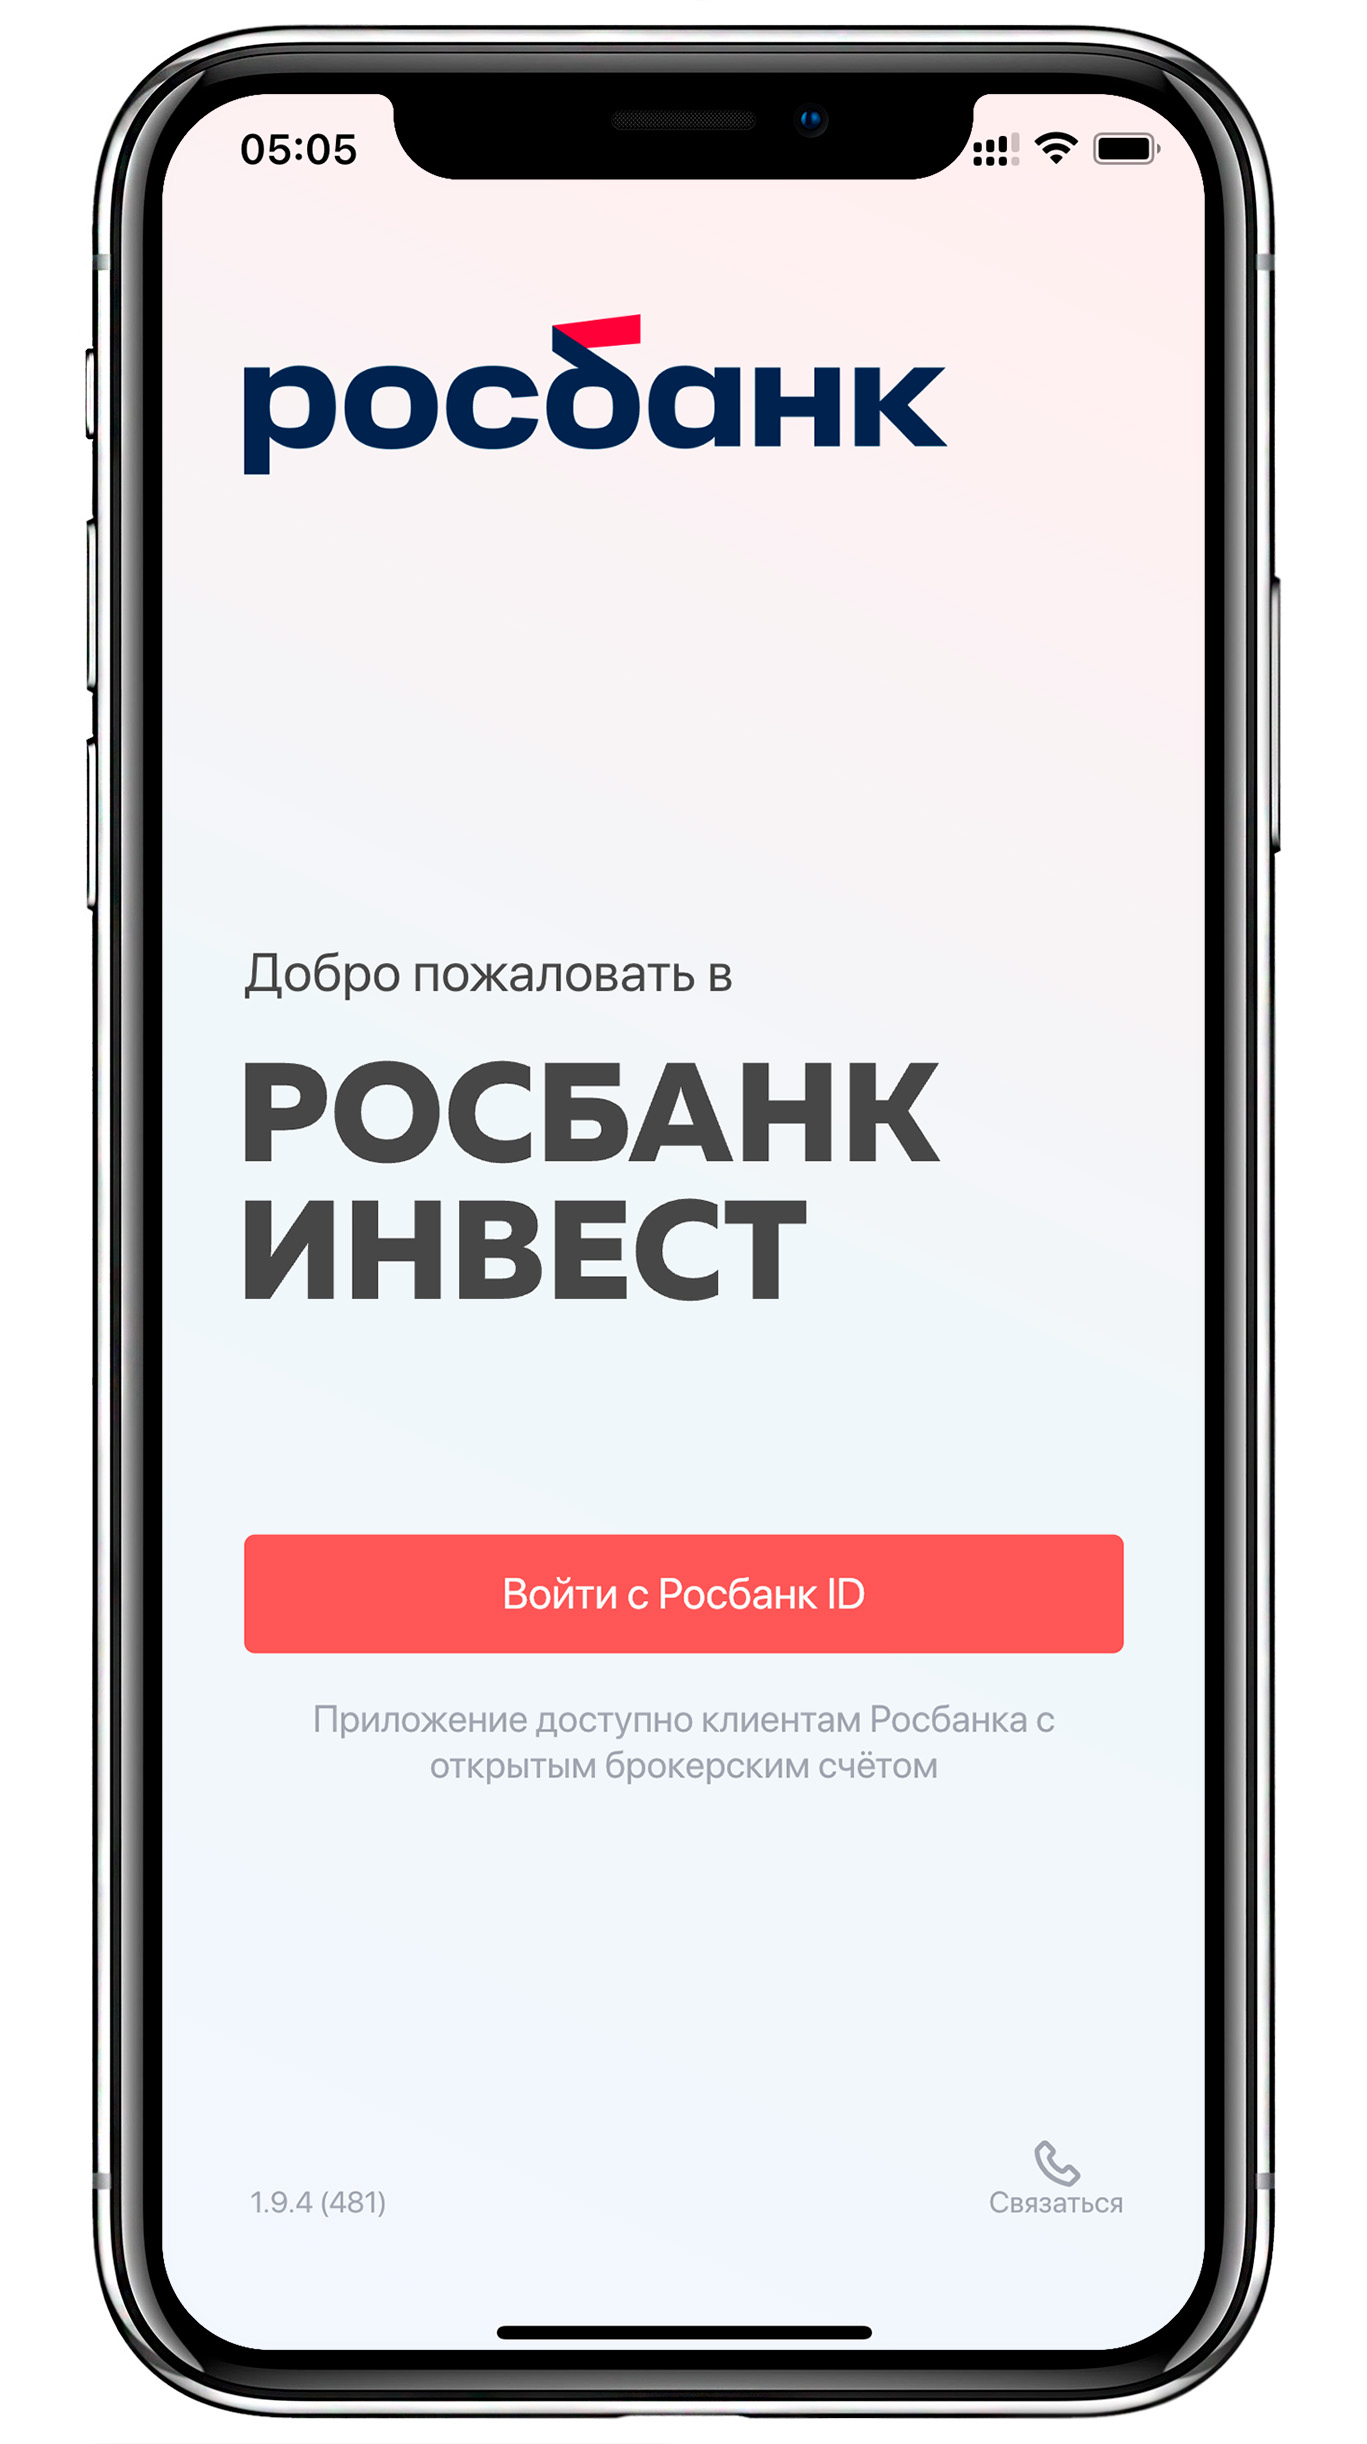 05:05
росбанк
Добро пожаловать в
РОСБАНК
ИНВЕСТ
Войти с Росбанк ID
Приложение доступно клиентам Росбанка с
открытым брокерским счётом
Связаться
1.9.4 (481)